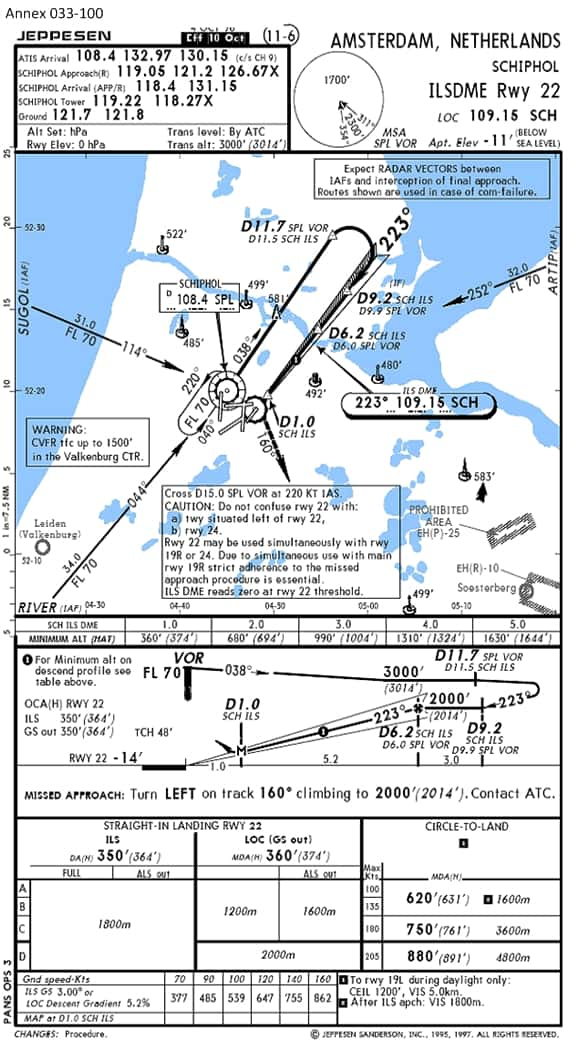 Annex 033-100
JEPPESEN
Eff 10 Oct
11-6
AMSTERDAM, NETHERLANDS
SCHIPHOL
ILSDME Rwy 22
LOC 109.15 SCH
ATIS Arrival 108.4 132.97 130.15 (c/s CH 9)
SCHIPHOL Approach(R) 119.05 121.2 126.67X
SCHIPHOL Arrival (APP/R) 118.4 131.15
SCHIPHOL Tower 119.22 118.27X
Ground 121.7 121.8
Alt Set: hPa Trans level: By ATC
Rwy Elev: 0 hPa Trans alt: 3000' (3014')
1700'
2300'
311°
354°
MSA
SPL VOR
Apt. Elev -11' (BELOW SEA LEVEL)
Expect RADAR VECTORS between
IAFs and interception of final approach.
Routes shown are used in case of com-failure.
25
20
15
10
5
0
5
1 in=7.5 NM
52-30
52-20
52-10
522'
D11.7 SPL VOR
D11.5 SCH ILS
223°
ARTIP (IAF)
32.0
252°
FL 70
SUGOL (IAF)
31.0
FL 70
114°
SCHIPHOL
D 108.4 SPL
499'
581'
485'
(IF)
D9.2 SCH ILS
D9.9 SPL VOR
D6.2 SCH ILS
D6.0 SPL VOR
038°
220°
FL 70
040°
480'
492'
ILS DME
223° 109.15 SCH
D1.0
SCH ILS
160°
WARNING:
CVFR tfc up to 1500'
in the Valkenburg CTR.
044°
34.0
FL 70
Leiden
(Valkenburg)
RIVER (IAF)
Cross D15.0 SPL VOR at 220 KT IAS.
CAUTION: Do not confuse rwy 22 with:
a) twy situated left of rwy 22,
b) rwy 24.
Rwy 22 may be used simultaneously with rwy
19R or 24. Due to simultaneous use with main
rwy 19R strict adherence to the missed
approach procedure is essential.
ILS DME reads zero at rwy 22 threshold.
583'
PROHIBITED
AREA
EH(P)-25
EH(R)-10
Soesterberg
499'
04-30 04-40 04-50 05-00 05-10
SCH ILS DME 1.0 2.0 3.0 4.0 5.0
MINIMUM ALT (HAT) 360' (374') 680' (694') 990' (1004') 1310' (1324') 1630' (1644')
1 For Minimum alt on
descend profile see
table above.
OCA(H) RWY 22
ILS 350'(364')
GS out 350'(364')
VOR
FL 70
038°
3000'
(3014')
D11.7 SPL VOR
D11.5 SCH ILS
2000'
(2014')
223°
223°
D1.0
SCH ILS
D6.2
SCH ILS
D6.0 SPL VOR
D9.2
SCH ILS
D9.9 SPL VOR
TCH 48'
M
1
RWY 22 -14'
1.0 5.2 3.0
MISSED APPROACH: Turn LEFT on track 160° climbing to 2000'(2014'). Contact ATC.
STRAIGHT-IN LANDING RWY 22
CIRCLE-TO-LAND
ILS LOC (GS out)
DA(H) 350'(364') MDA(H) 360'(374')
FULL ALS out ALS out
Max Kts. MDA(H)
A
B
C
D
1800m
1200m 1600m
2000m
100
135
620'(631') 1600m
180 750'(761') 3600m
205 880'(891') 4800m
Gnd speed-Kts 70 90 100 120 140 160
ILS GS 3.00° or
LOC Descent Gradient 5.2% 377 485 539 647 755 862
MAP at D1.0 SCH ILS
To rwy 19L during daylight only:
CEIL 1200', VIS 5.0km.
After ILS apch: VIS 1800m.
PANS OPS 3
CHANGES: Procedure.
© JEPPESEN SANDERSON, INC., 1995, 1997. ALL RIGHTS RESERVED.